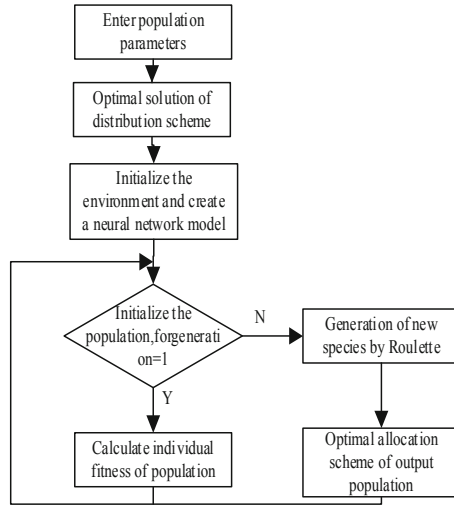 Enter population
parameters
Optimal solution of
distribution scheme
Initialize the
environment and create
a neural network model
Initialize the
population,forgenerati
on=1
N
Generation of new
species by Roulette
Y
Calculate individual
fitness of population
Optimal allocation
scheme of output
population